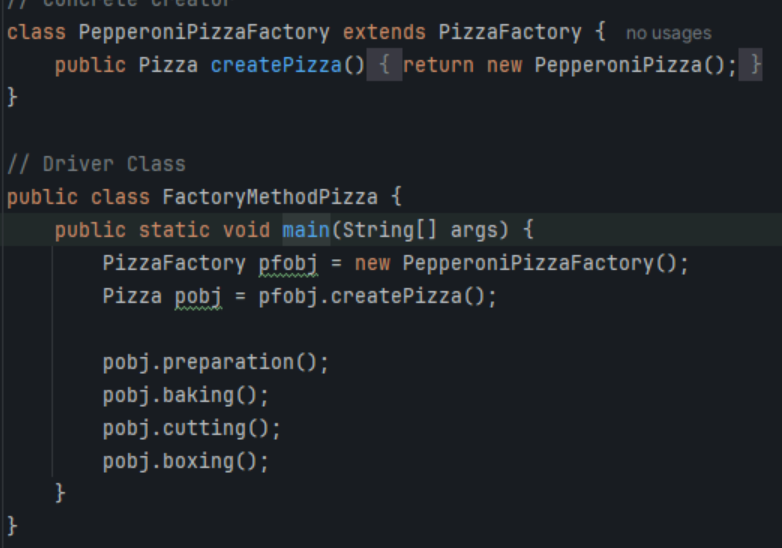 // Concrete Creator
class PepperoniPizzaFactory extends PizzaFactory { no usages
    public Pizza createPizza() { return new PepperoniPizza(); }
}

// Driver Class
public class FactoryMethodPizza {
    public static void main(String[] args) {
        PizzaFactory pfobj = new PepperoniPizzaFactory();
        Pizza pobj = pfobj.createPizza();

        pobj.preparation();
        pobj.baking();
        pobj.cutting();
        pobj.boxing();
    }
}